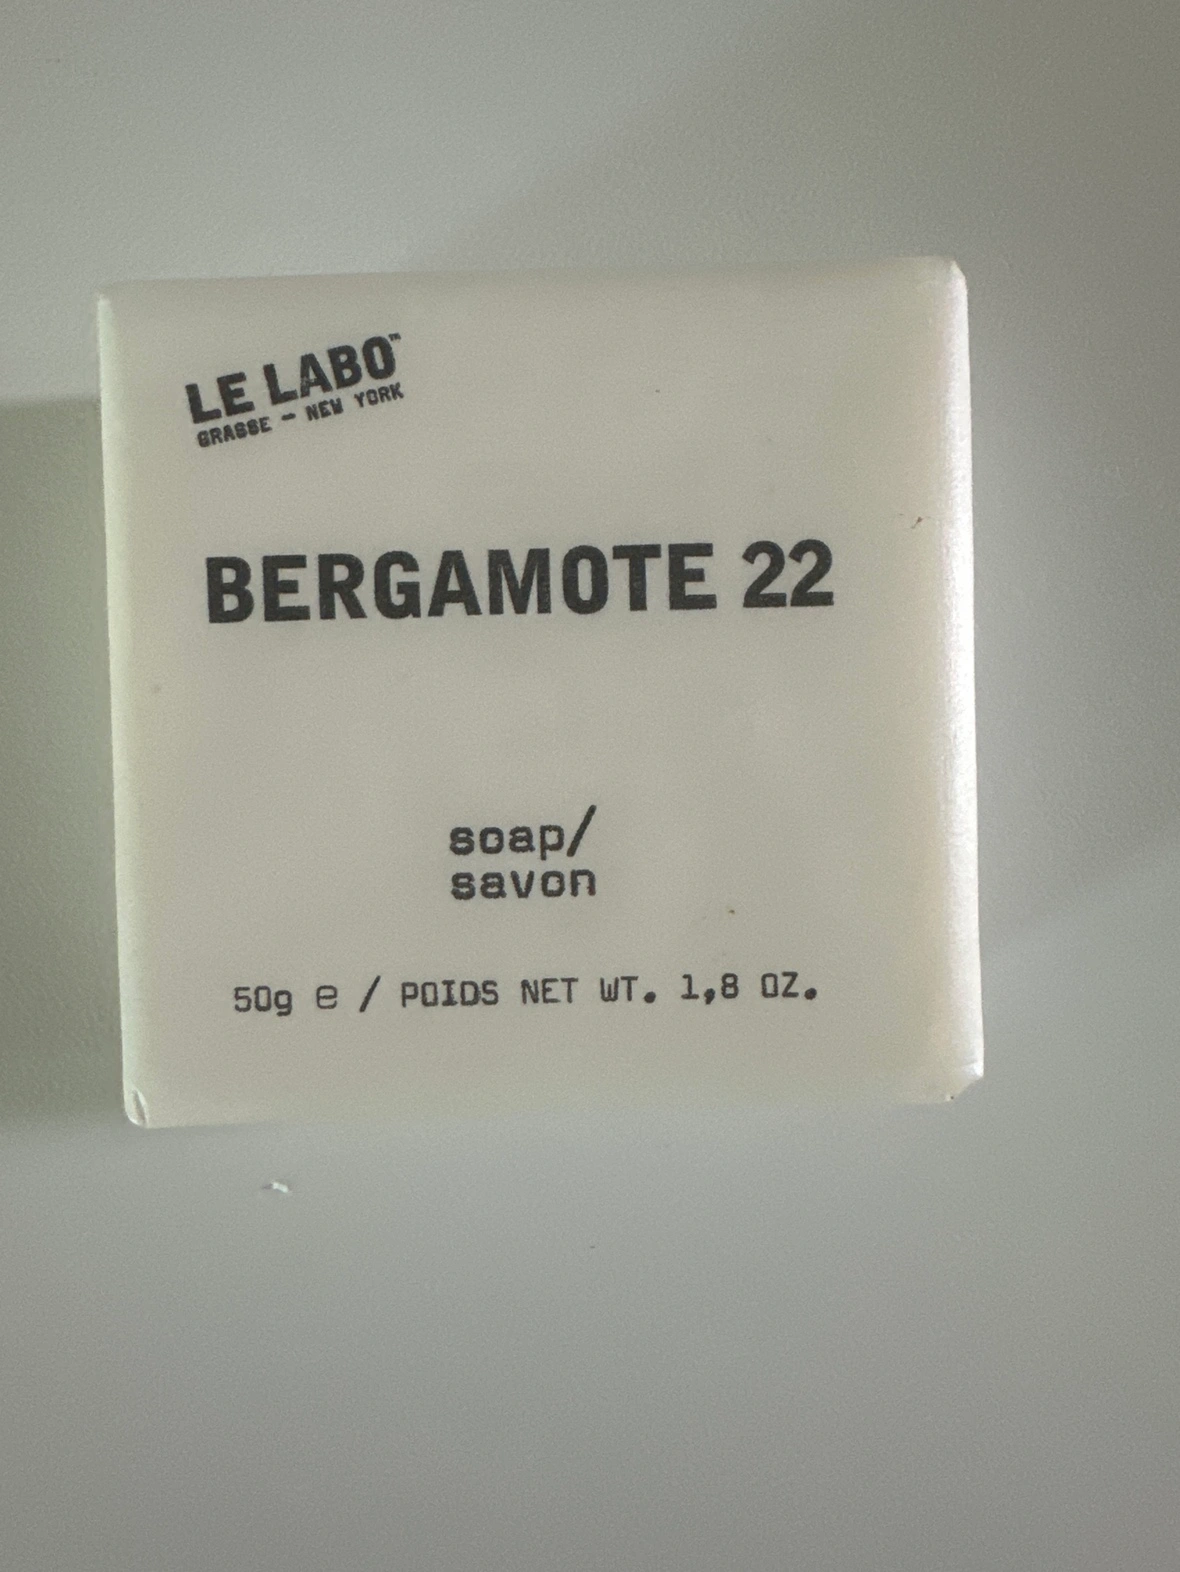 LE LABO™
GRASSE – NEW YORK
BERGAMOTE 22
soap/
savon
50g e / POIDS NET WT. 1,8 OZ.